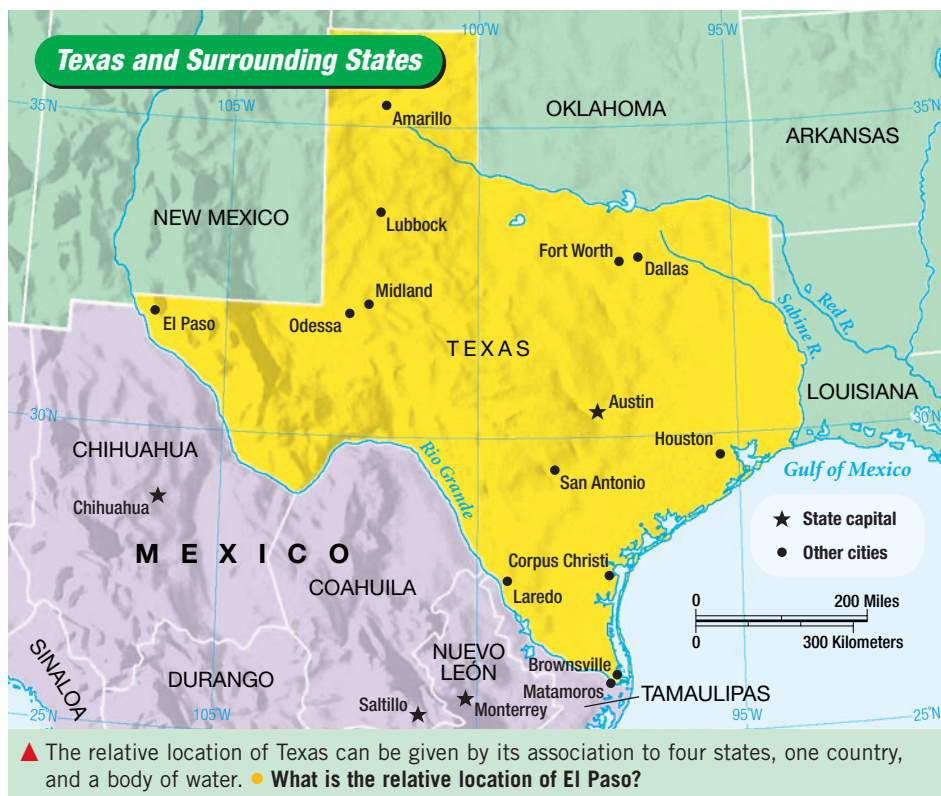 Texas and Surrounding States
100°W
95°W
35°N
105°W
35°N
Amarillo
OKLAHOMA
ARKANSAS
NEW MEXICO
Lubbock
Fort Worth
Dallas
Midland
El Paso
Odessa
Sabine R.
Red R.
TEXAS
LOUISIANA
Austin
30°N
30°N
CHIHUAHUA
Houston
Rio Grande
Gulf of Mexico
San Antonio
Chihuahua
State capital
MEXICO
Other cities
Corpus Christi
COAHUILA
Laredo
0 200 Miles
0 300 Kilometers
SINALOA
DURANGO
NUEVO
LEÓN
Brownsville
Matamoros
TAMAULIPAS
Saltillo
Monterrey
25°N
105°W
95°W
25°N
The relative location of Texas can be given by its association to four states, one country,
and a body of water. What is the relative location of El Paso?